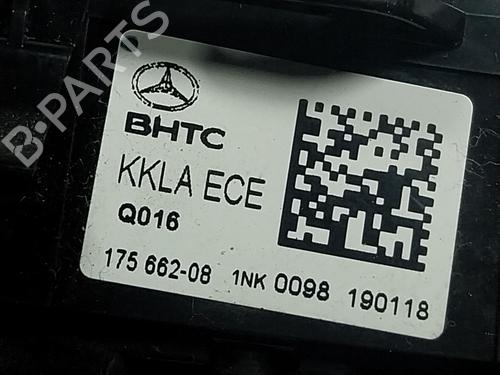 B-PARTS
BHTC
KKLA ECE
Q016
175 662-08 1NK 0098 190118